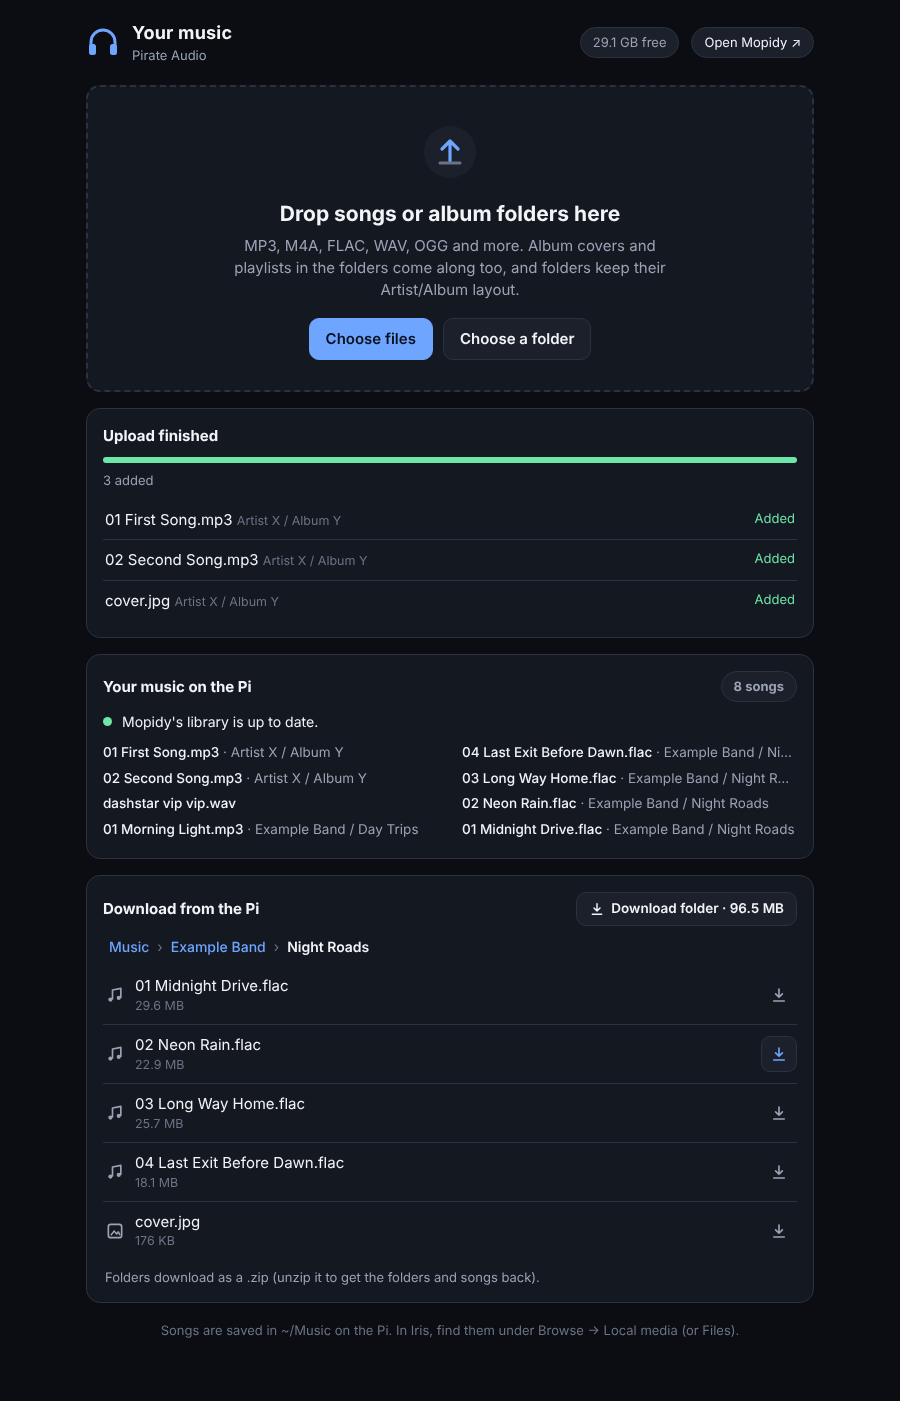 Your music
Pirate Audio
29.1 GB free
Open Mopidy ↗
Drop songs or album folders here
MP3, M4A, FLAC, WAV, OGG and more. Album covers and
playlists in the folders come along too, and folders keep their
Artist/Album layout.
Choose files
Choose a folder
Upload finished
3 added
01 First Song.mp3 Artist X / Album Y
Added
02 Second Song.mp3 Artist X / Album Y
Added
cover.jpg Artist X / Album Y
Added
Your music on the Pi
8 songs
Mopidy's library is up to date.
01 First Song.mp3 · Artist X / Album Y
02 Second Song.mp3 · Artist X / Album Y
dashstar vip vip.wav
01 Morning Light.mp3 · Example Band / Day Trips
04 Last Exit Before Dawn.flac · Example Band / Ni...
03 Long Way Home.flac · Example Band / Night R...
02 Neon Rain.flac · Example Band / Night Roads
01 Midnight Drive.flac · Example Band / Night Roads
Download from the Pi
Download folder · 96.5 MB
Music › Example Band › Night Roads
01 Midnight Drive.flac
29.6 MB
02 Neon Rain.flac
22.9 MB
03 Long Way Home.flac
25.7 MB
04 Last Exit Before Dawn.flac
18.1 MB
cover.jpg
176 KB
Folders download as a .zip (unzip it to get the folders and songs back).
Songs are saved in ~/Music on the Pi. In Iris, find them under Browse → Local media (or Files).